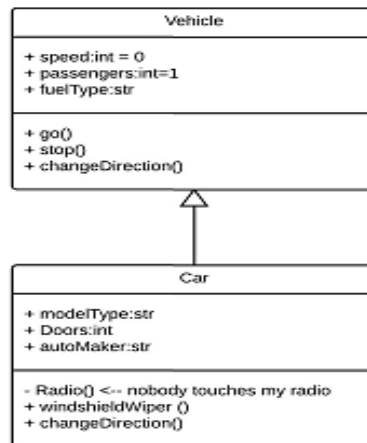 Vehicle
+ speed:int = 0
+ passengers:int=1
+ fuelType:str
+ go()
+ stop()
+ changeDirection()
Car
+ modelType:str
+ Doors:int
+ autoMaker:str
- Radio() <-- nobody touches my radio
+ windshieldWiper ()
+ changeDirection()